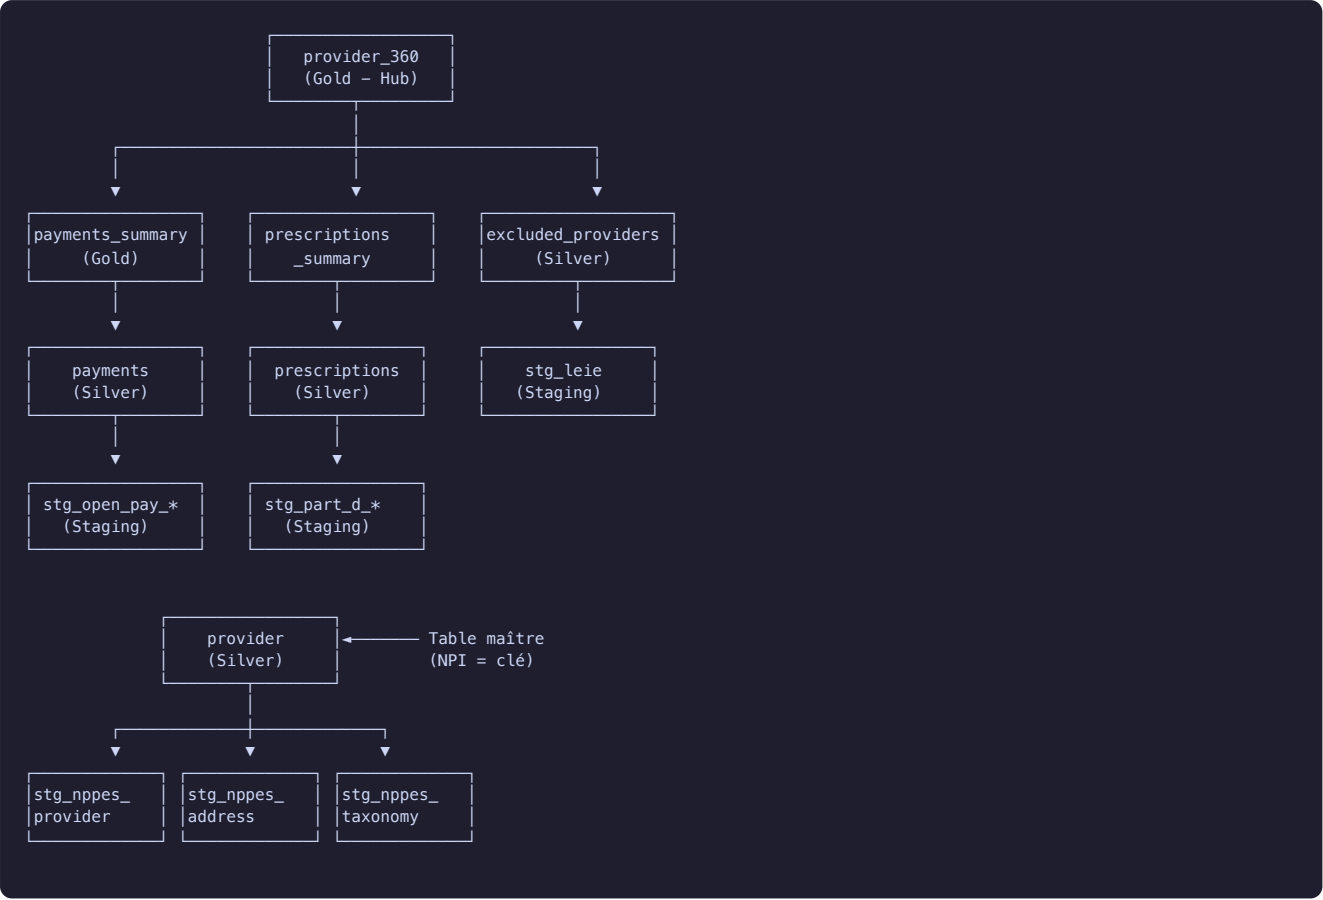 provider_360
(Gold — Hub)
payments_summary
(Gold)
prescriptions
_summary
excluded_providers
(Silver)
payments
(Silver)
prescriptions
(Silver)
stg_leie
(Staging)
stg_open_pay_*
(Staging)
stg_part_d_*
(Staging)
provider
(Silver)
Table maître
(NPI = clé)
stg_nppes_
provider
stg_nppes_
address
stg_nppes_
taxonomy